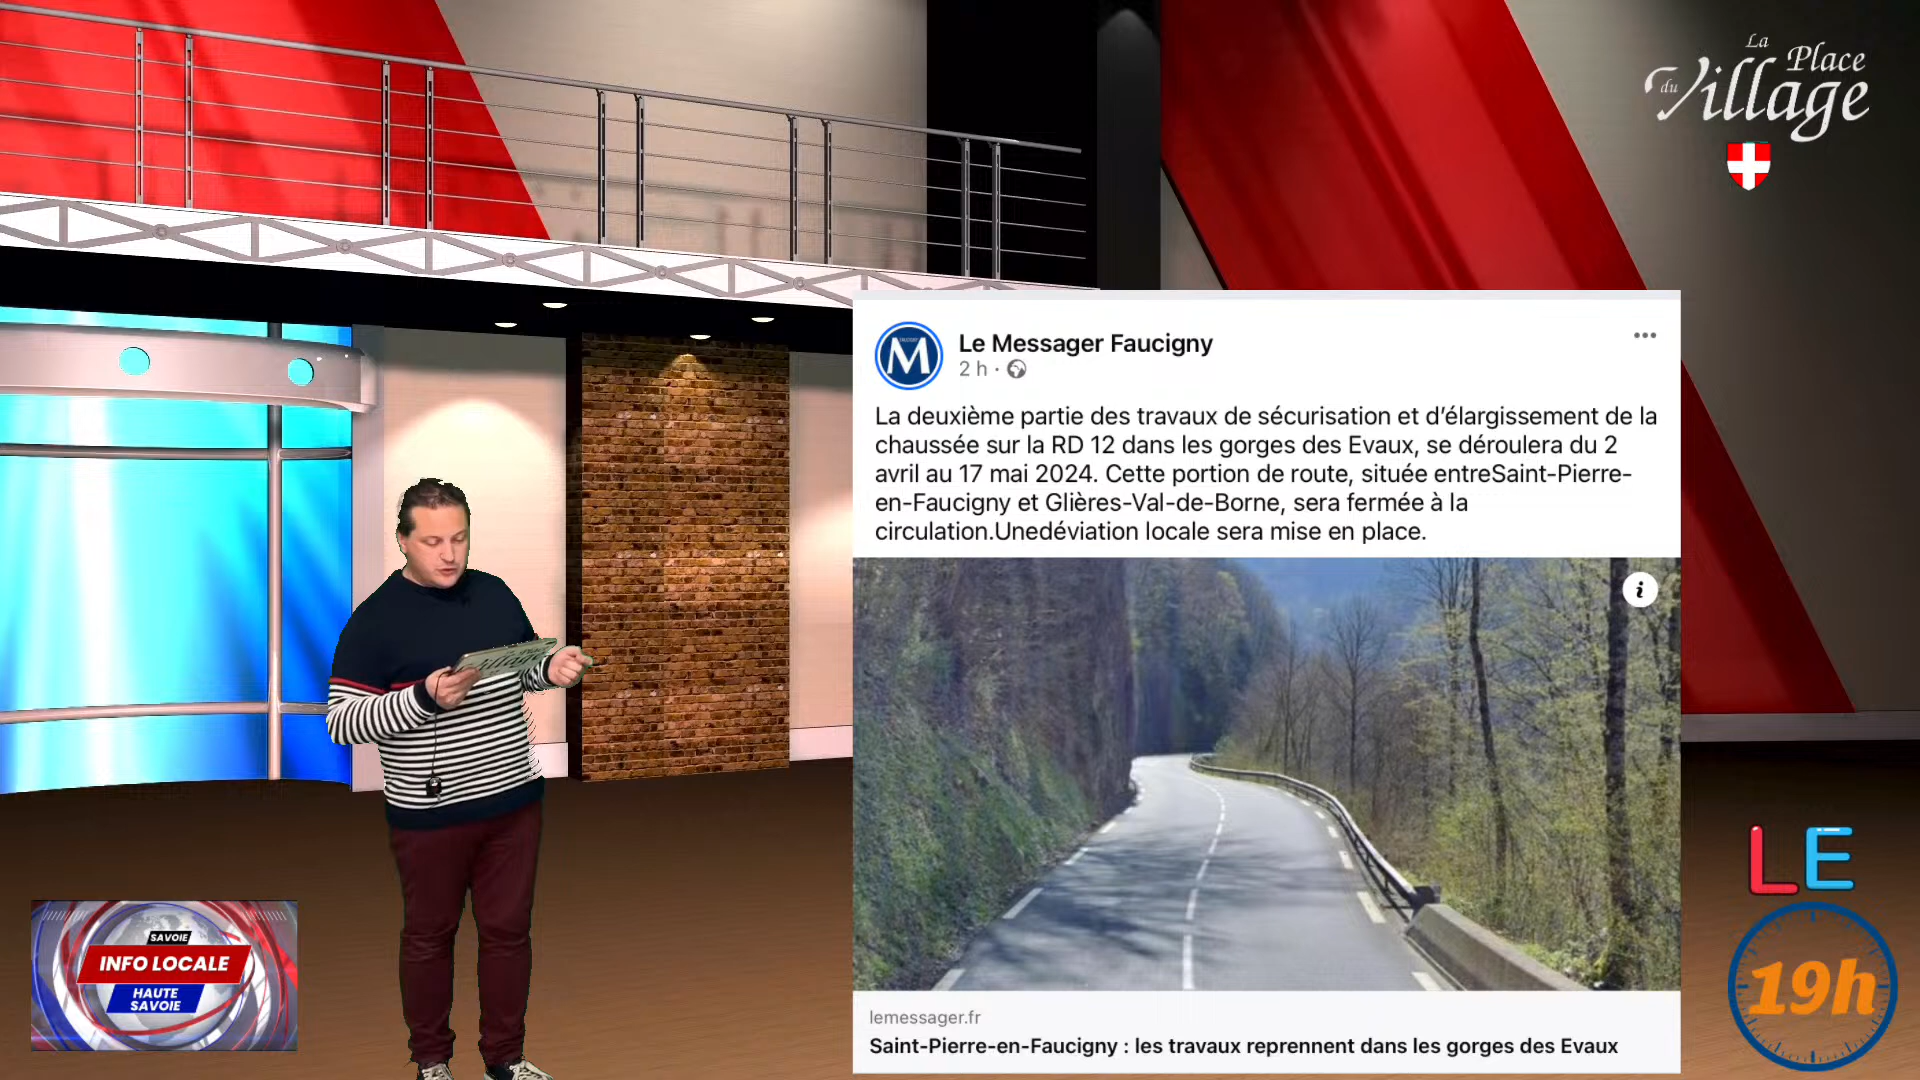 La Place
du Village
Le Messager Faucigny
2 h ·
La deuxième partie des travaux de sécurisation et d’élargissement de la
chaussée sur la RD 12 dans les gorges des Evaux, se déroulera du 2
avril au 17 mai 2024. Cette portion de route, située entreSaint-Pierre-
en-Faucigny et Glières-Val-de-Borne, sera fermée à la
circulation.Unedéviation locale sera mise en place.
lemessager.fr
Saint-Pierre-en-Faucigny : les travaux reprennent dans les gorges des Evaux
Village
SAVOIE
INFO LOCALE
HAUTE
SAVOIE
LE
19h